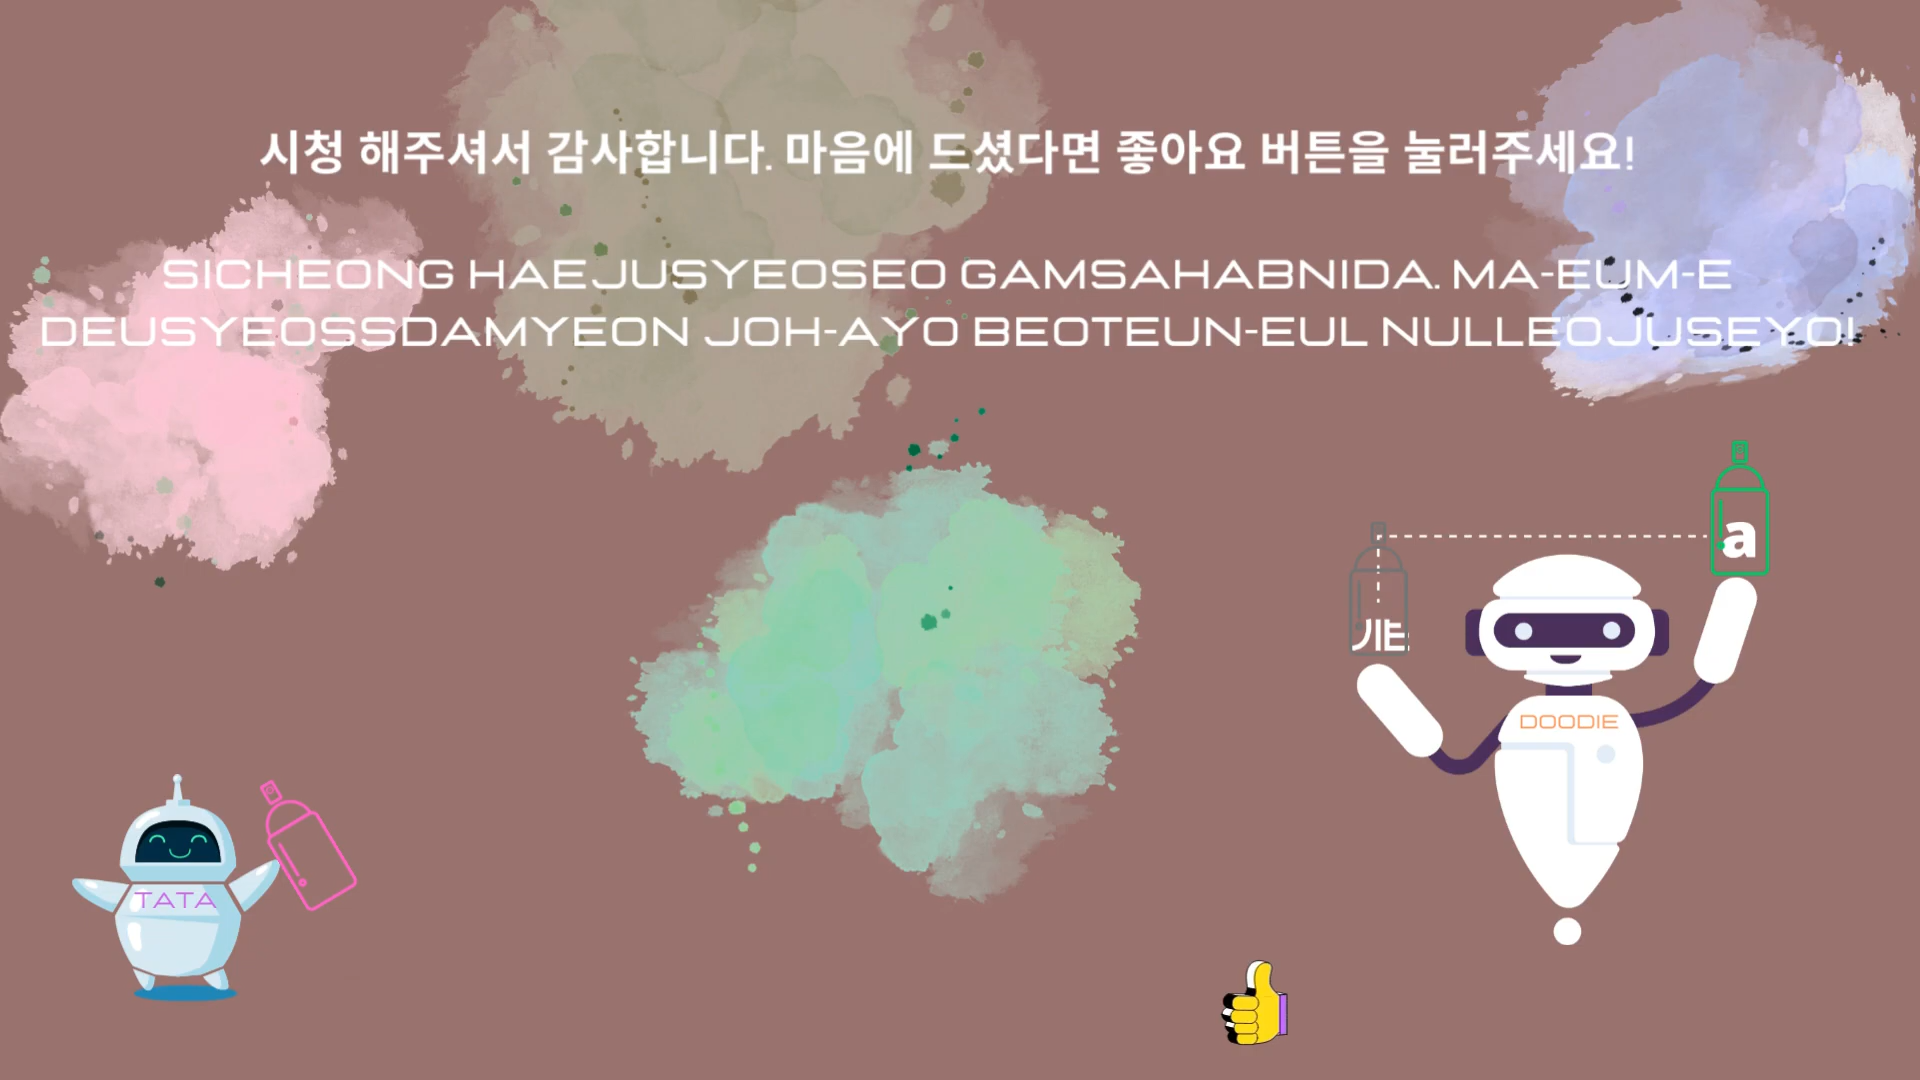 시청 해주셔서 감사합니다. 마음에 드셨다면 좋아요 버튼을 눌러주세요!
SICHEONG HAEJUSYEOSEO GAMSAHABNIDA. MA-EUM-E
DEUSYEOSSDAMYEON JOH-AYO BEOTEUN-EUL NULLEOJUSEYO!
a
DOODIE
TATA